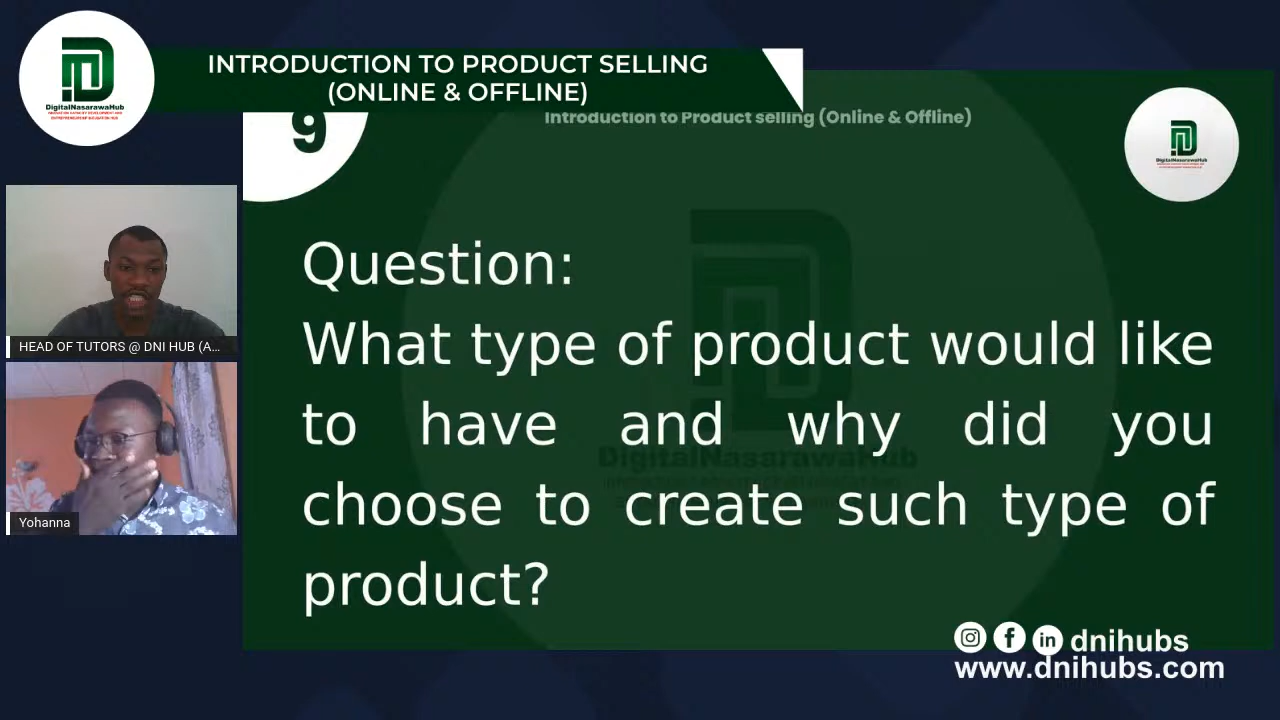 INTRODUCTION TO PRODUCT SELLING
(ONLINE & OFFLINE)
DigitalNasarawaHub
9
Introduction to Product selling (Online & Offline)
DigitalNasarawaHub
HEAD OF TUTORS @ DNI HUB (A...
Yohanna
Question:
What type of product would like
to have and why did you
choose to create such type of
product?
DigitalNasarawaHub
dnihubs
www.dnihubs.com